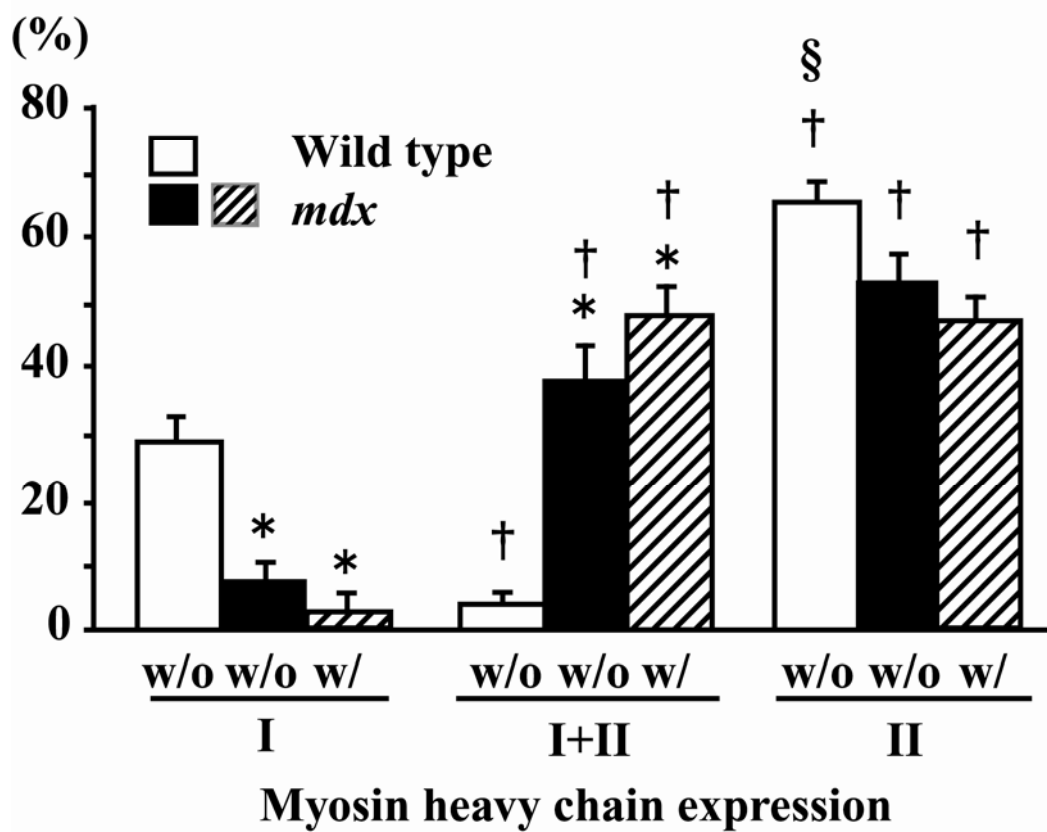 (%)
§
80
†
Wild type
mdx
† † †
60
† *
*
40
20
* * †
0
w/o w/o w/ w/o w/o w/ w/o w/o w/
I I+II II
Myosin heavy chain expression